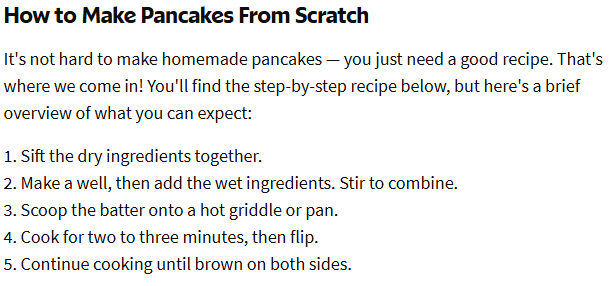 How to Make Pancakes From Scratch
It's not hard to make homemade pancakes — you just need a good recipe. That's
where we come in! You'll find the step-by-step recipe below, but here's a brief
overview of what you can expect:
1. Sift the dry ingredients together.
2. Make a well, then add the wet ingredients. Stir to combine.
3. Scoop the batter onto a hot griddle or pan.
4. Cook for two to three minutes, then flip.
5. Continue cooking until brown on both sides.